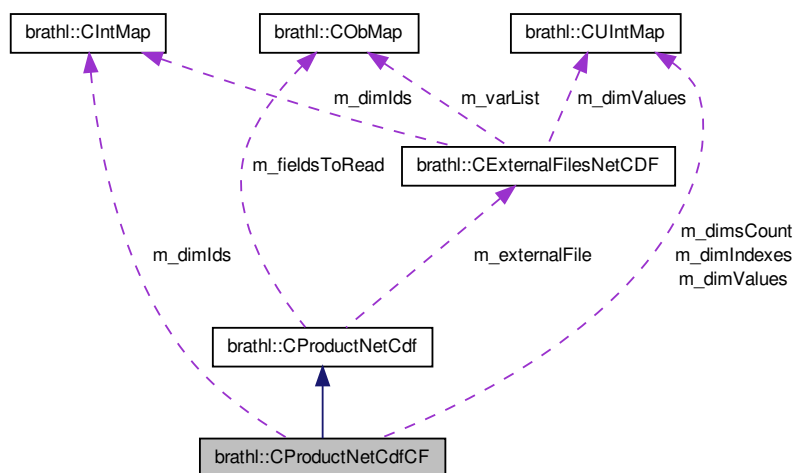 brathl::CIntMap
brathl::CObMap
brathl::CUIntMap
m_dimIds
m_varList
m_dimValues
m_fieldsToRead
brathl::CExternalFilesNetCDF
m_dimIds
m_externalFile
m_dimsCount
m_dimIndexes
m_dimValues
brathl::CProductNetCdf
brathl::CProductNetCdfCF